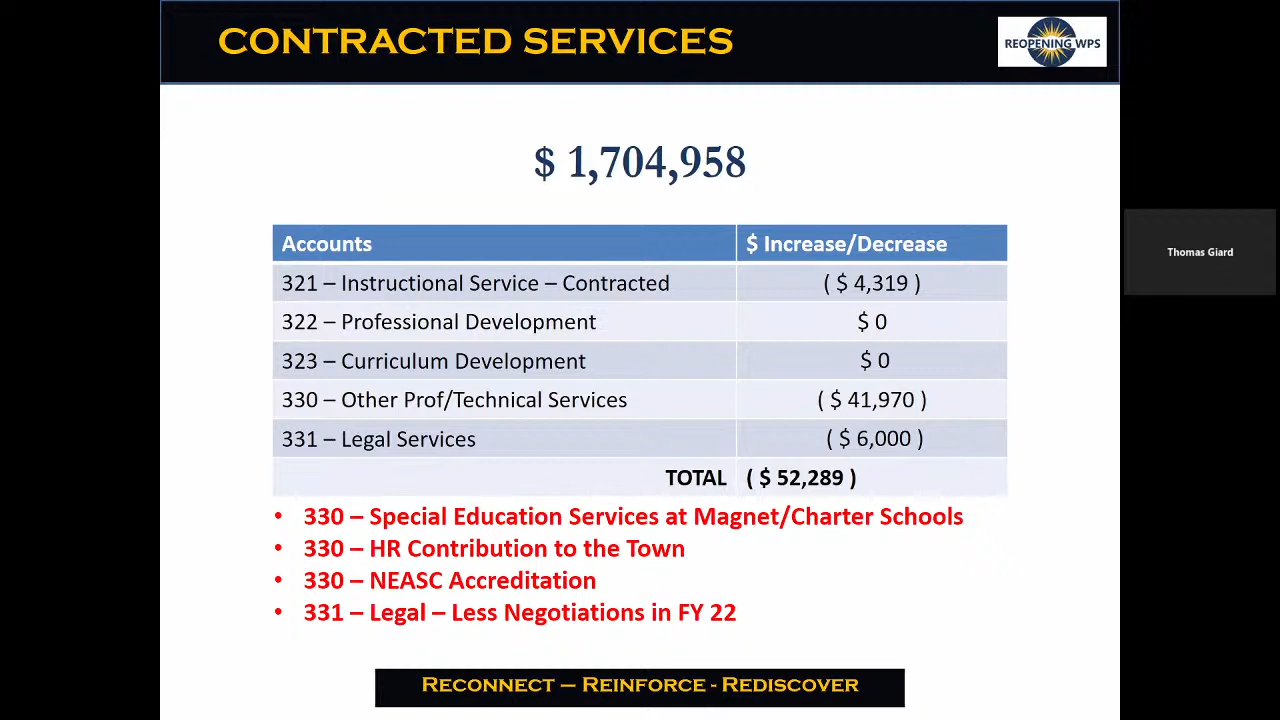 CONTRACTED SERVICES
REOPENING WPS
$ 1,704,958
Accounts $ Increase/Decrease
321 – Instructional Service – Contracted ( $ 4,319 )
322 – Professional Development $ 0
323 – Curriculum Development $ 0
330 – Other Prof/Technical Services ( $ 41,970 )
331 – Legal Services ( $ 6,000 )
TOTAL ( $ 52,289 )
• 330 – Special Education Services at Magnet/Charter Schools
• 330 – HR Contribution to the Town
• 330 – NEASC Accreditation
• 331 – Legal – Less Negotiations in FY 22
RECONNECT – REINFORCE - REDISCOVER
Thomas Giard